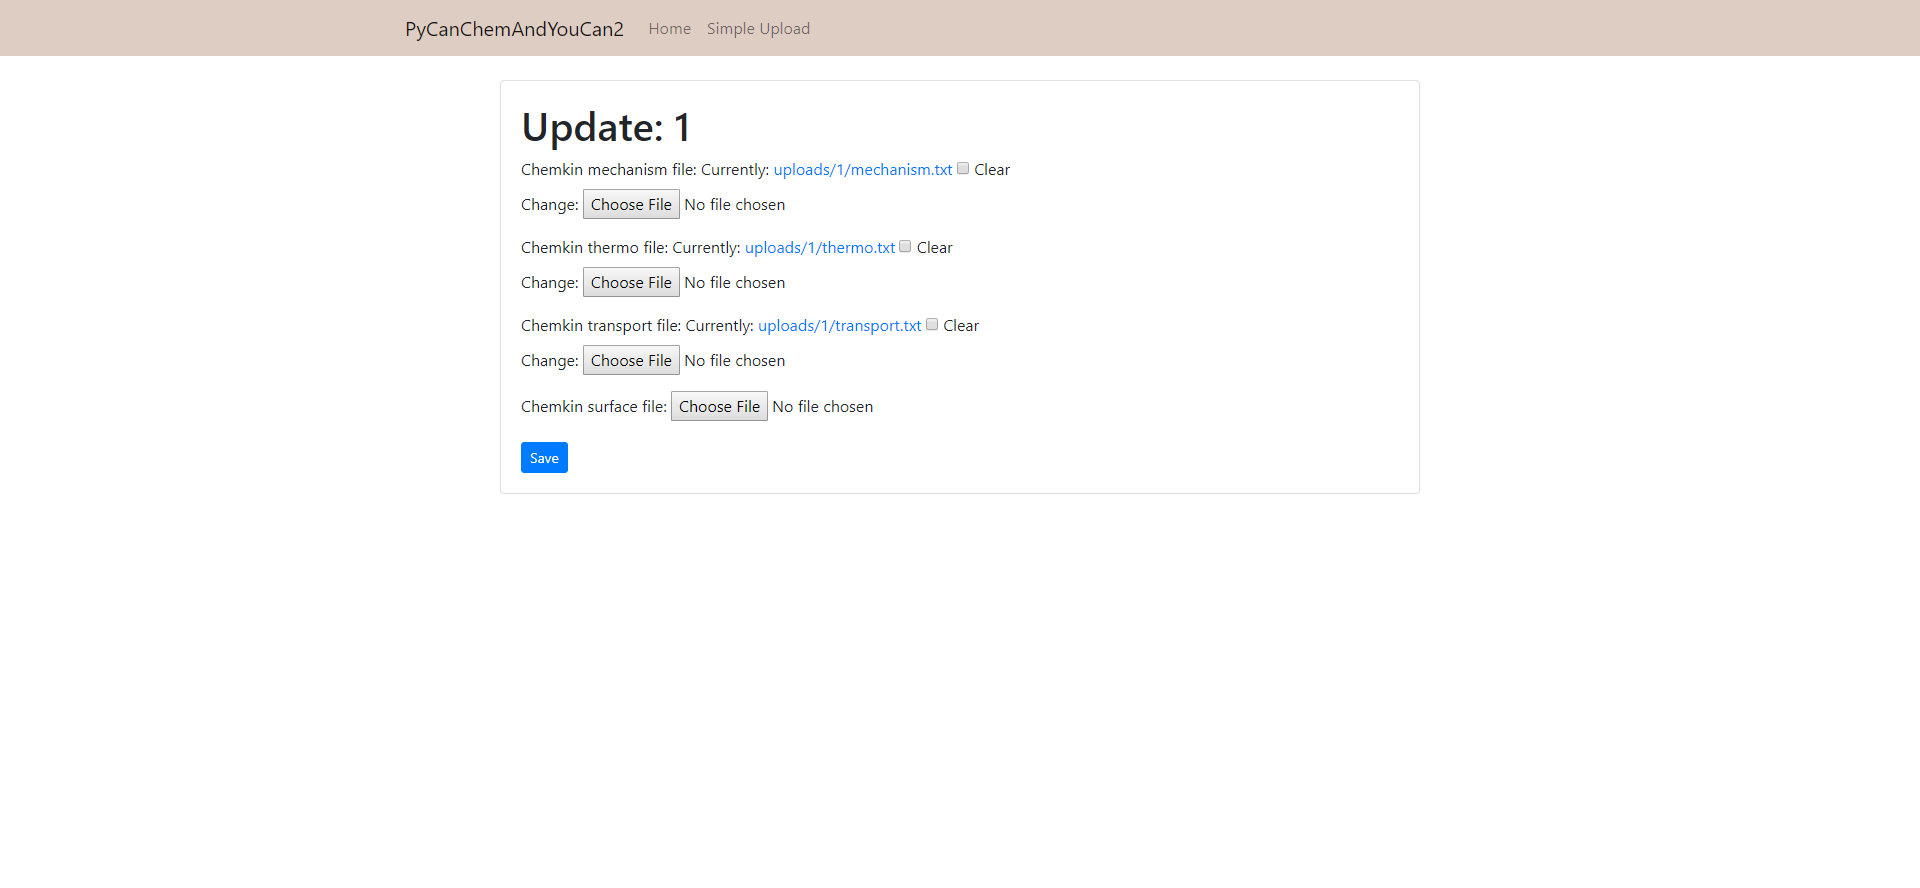 PyCanChemAndYouCan2 Home Simple Upload
Update: 1
Chemkin mechanism file: Currently: uploads/1/mechanism.txt Clear
Change: Choose File No file chosen
Chemkin thermo file: Currently: uploads/1/thermo.txt Clear
Change: Choose File No file chosen
Chemkin transport file: Currently: uploads/1/transport.txt Clear
Change: Choose File No file chosen
Chemkin surface file: Choose File No file chosen
Save